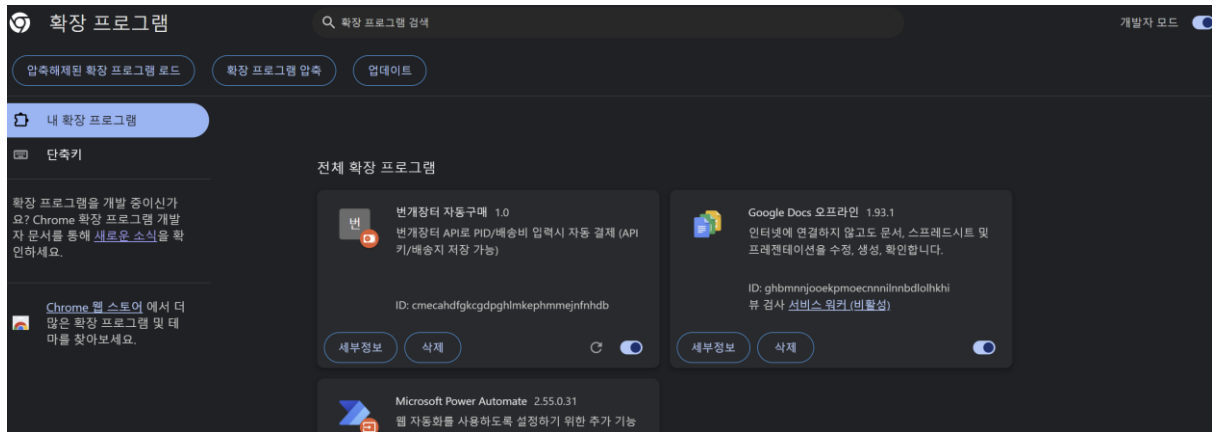 확장 프로그램
확장 프로그램 검색
개발자 모드
압축해제된 확장 프로그램 로드
확장 프로그램 압축
업데이트
내 확장 프로그램
단축키
확장 프로그램을 개발 중이신가
요? Chrome 확장 프로그램 개발
자 문서를 통해 새로운 소식을 확
인하세요.
Chrome 웹 스토어 에서 더
많은 확장 프로그램 및 테
마를 찾아보세요.
전체 확장 프로그램
번
번개장터 자동구매 1.0
번개장터 API로 PID/배송비 입력시 자동 결제 (API
키/배송지 저장 가능)
ID: cmecahdfgkcgdpghlmkephmmejnfnhdb
세부정보
삭제
Google Docs 오프라인 1.93.1
인터넷에 연결하지 않고도 문서, 스프레드시트 및
프레젠테이션을 수정, 생성, 확인합니다.
ID: ghbmnnjooekpmoecnnnilnnbdlolhkhi
뷰 검사 서비스 워커 (비활성)
세부정보
삭제
Microsoft Power Automate 2.55.0.31
웹 자동화를 사용하도록 설정하기 위한 추가 기능